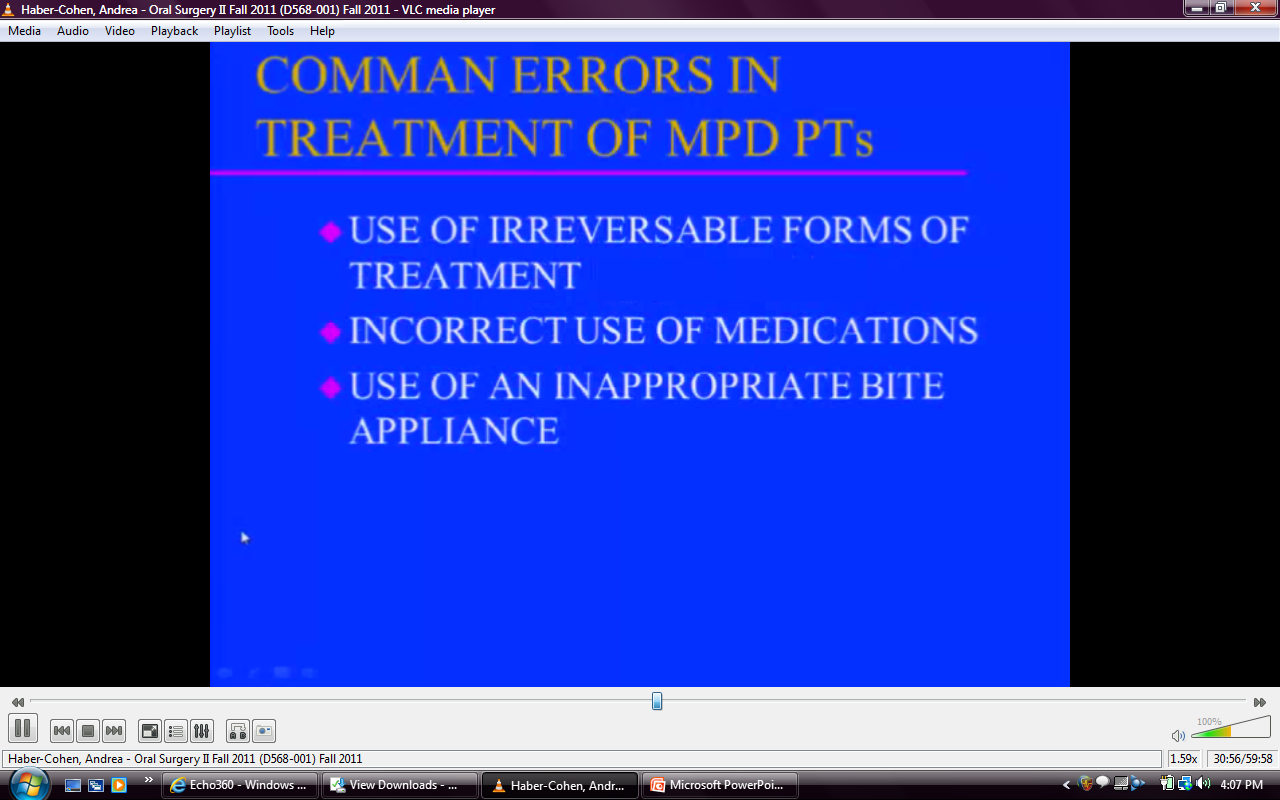 Haber-Cohen, Andrea - Oral Surgery II Fall 2011 (D568-001) Fall 2011 - VLC media player
Media Audio Video Playback Playlist Tools Help
COMMAN ERRORS IN
TREATMENT OF MPD PTs
USE OF IRREVERSABLE FORMS OF
TREATMENT
INCORRECT USE OF MEDICATIONS
USE OF AN INAPPROPRIATE BITE
APPLIANCE
100%
Haber-Cohen, Andrea - Oral Surgery II Fall 2011 (D568-001) Fall 2011 1.59x 30:56/59:58
Echo360 - Windows ... View Downloads - ... Haber-Cohen, Andr... Microsoft PowerPoi... 4:07 PM